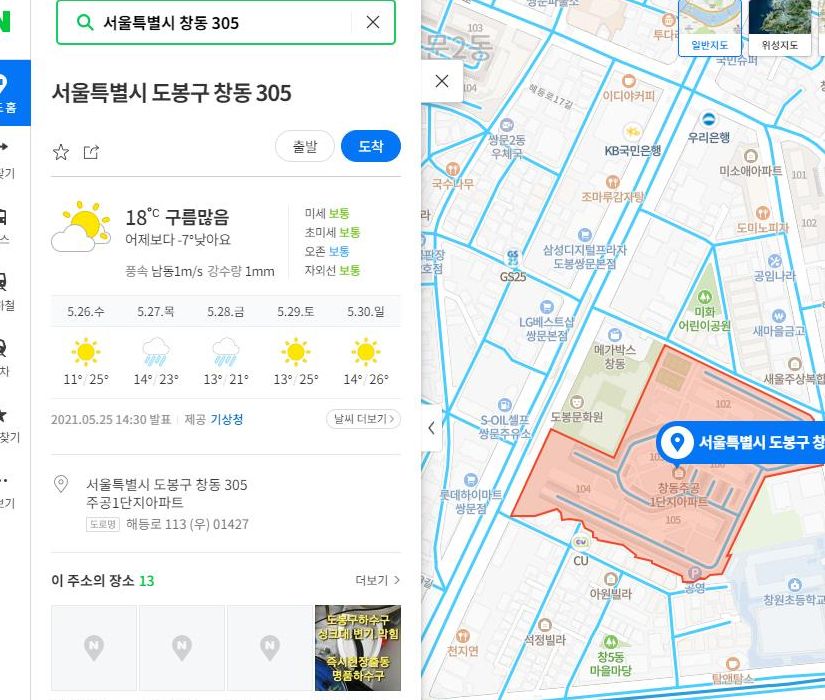 서울특별시 창동 305
서울특별시 도봉구 창동 305
출발
도착
18°C 구름많음
어제보다 -7°낮아요
풍속 남동1m/s 강수량 1mm
미세 보통
초미세 보통
오존 보통
자외선 보통
5.26.수 5.27.목 5.28.금 5.29.토 5.30.일
11°/25° 14°/23° 13°/21° 13°/25° 14°/26°
2021.05.25 14:30 발표 제공 기상청
날씨 더보기
서울특별시 도봉구 창동 305
주공1단지아파트
도로명 해등로 113 (우) 01427
이 주소의 장소 13
더보기
도봉구하수구
싱크대 변기 막힘
즉시현장출동
명품하수구
홈
찾기
일반지도
위성지도
103
문2동
104
해등로17길
이디야커피
쌍문2동
우체국
KB국민은행
우리은행
국민슈퍼
국수나무
조마루감자탕
미소애아파트
101
102
도미노피자
삼성디지털프라자
도봉쌍문본점
GS
25
GS25
공임나라
LG베스트샵
쌍문본점
미화
어린이공원
새마을금고
메가박스
창동
새울주상복합
도봉문화원
S-OIL셀프
쌍문주유소
102
서울특별시 도봉구 창
104
창동주공
1단지아파트
105
롯데하이마트
쌍문점
CU
CU
공영
아원빌라
창원초등학교
석정빌라
천지연
창5동
마을마당
탐앤탐스